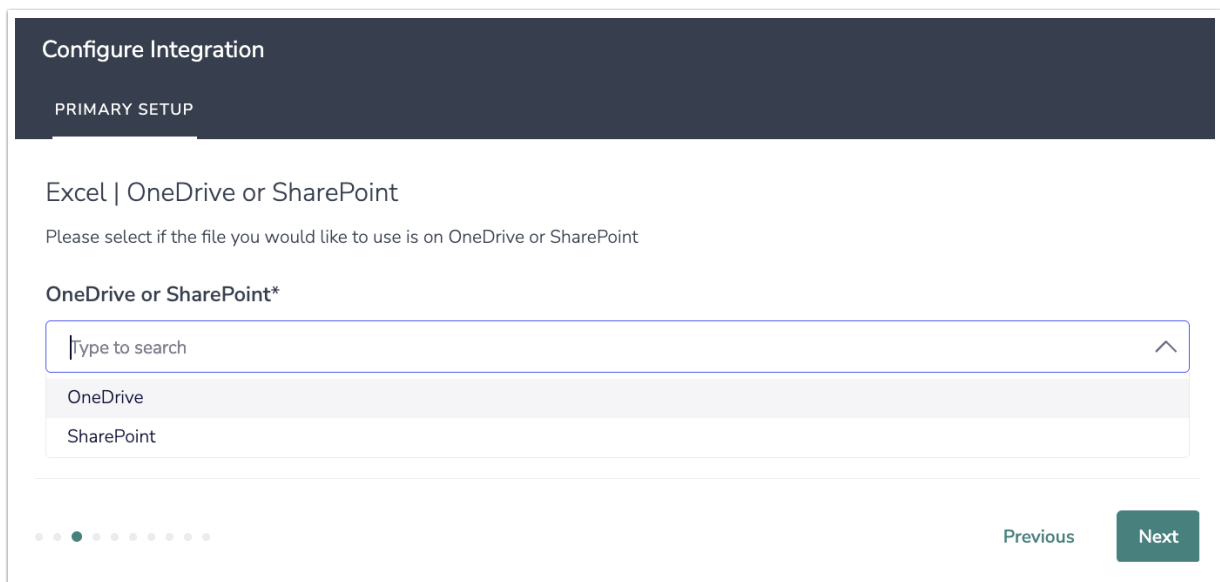 Configure Integration
PRIMARY SETUP
Excel | OneDrive or SharePoint
Please select if the file you would like to use is on OneDrive or SharePoint
OneDrive or SharePoint*
Type to search
OneDrive
SharePoint
Previous
Next